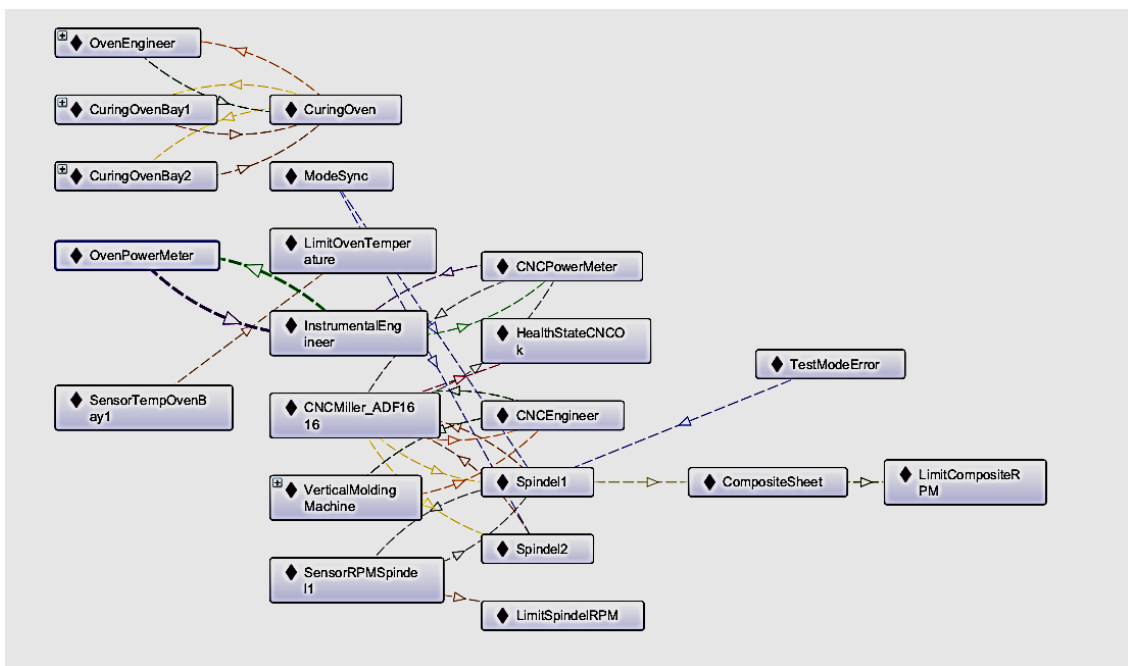 OvenEngineer
CuringOvenBay1
CuringOven
CuringOvenBay2
ModeSync
OvenPowerMeter
LimitOvenTemper
ature
CNCPowerMeter
InstrumentalEng
ineer
HealthStateCNCO
k
TestModeError
SensorTempOvenB
ay1
CNCMiller_ADF16
16
CNCEngineer
VerticalMolding
Machine
Spindel1
CompositeSheet
LimitCompositeR
PM
Spindel2
SensorRPMSpinde
l1
LimitSpindelRPM